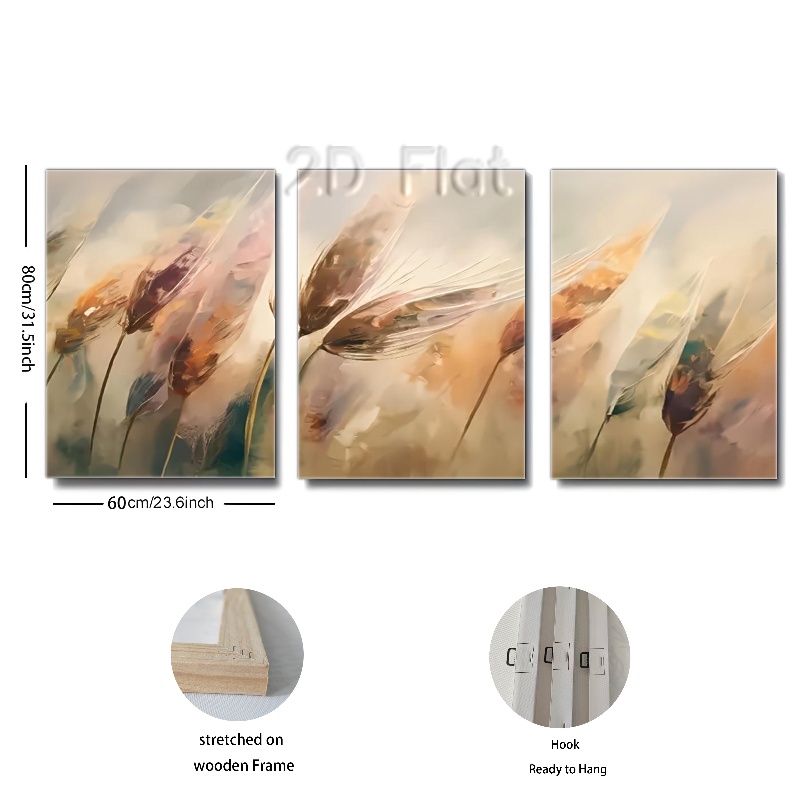 2D Flat
80cm/31.5inch
60cm/23.6inch
stretched on
wooden Frame
Hook
Ready to Hang